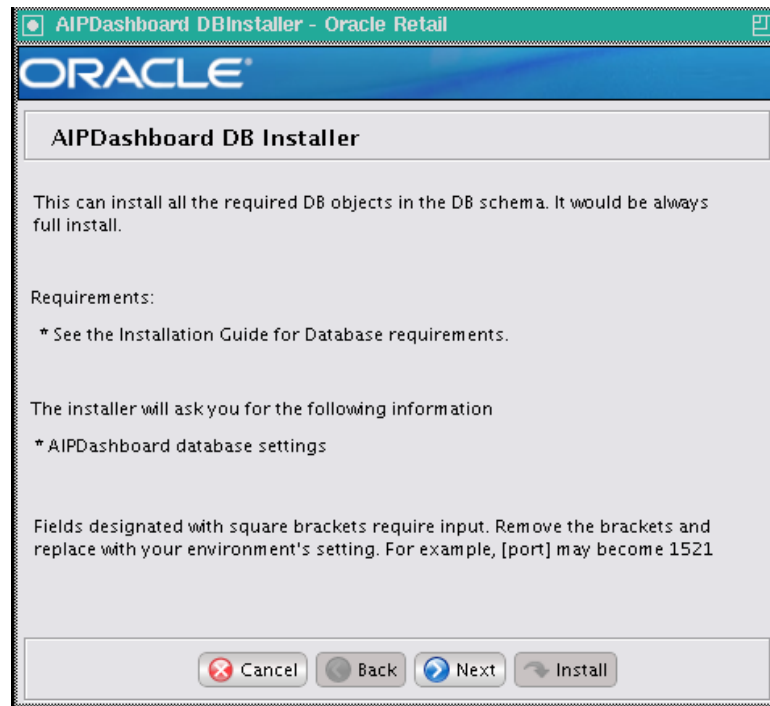 AIPDashboard DBInstaller - Oracle Retail
ORACLE
AIPDashboard DB Installer
This can install all the required DB objects in the DB schema. It would be always
full install.
Requirements:
* See the Installation Guide for Database requirements.
The installer will ask you for the following information
* AIPDashboard database settings
Fields designated with square brackets require input. Remove the brackets and
replace with your environment's setting. For example, [port] may become 1521
Cancel Back Next Install